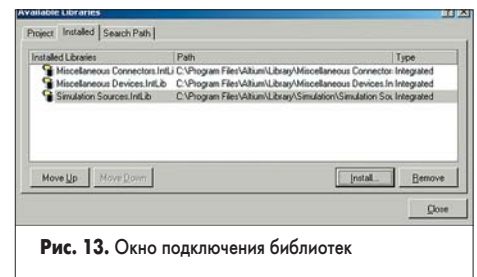 Available Libraries
Project Installed Search Path
Installed Libraries Path Type
Miscellaneous Connectors.IntLi C:\Program Files\Altium\Library\Miscellaneous Connector Integrated
Miscellaneous Devices.IntLib C:\Program Files\Altium\Library\Miscellaneous Devices.In Integrated
Simulation Sources.IntLib C:\Program Files\Altium\Library\Simulation\Simulation Sou Integrated
Move Up Move Down Install... Remove
Close
Рис. 13. Окно подключения библиотек